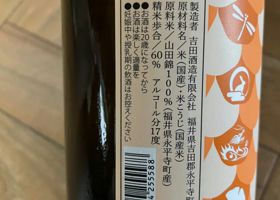 製造者 吉田酒造有限会社 福井県吉田郡永平寺
原材料名／米(国産)・米こうじ(国産米)
原料米／山田錦100%(福井県永平寺町産)
精米歩合／60% アルコール分17度
●お酒は20歳になってから
●お酒は楽しく適量を
●妊娠中や授乳期の飲酒はお控えください
4255588